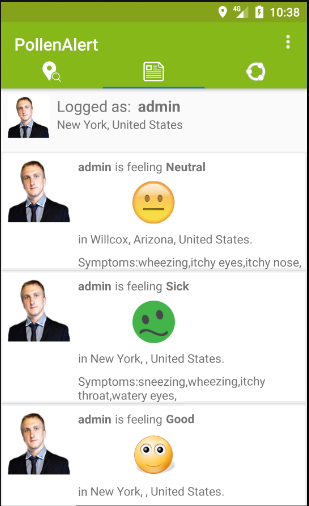 4G 10:38
PollenAlert
Logged as: admin
New York, United States
admin is feeling Neutral
in Willcox, Arizona, United States.
Symptoms:wheezing,itchy eyes,itchy nose,
admin is feeling Sick
in New York, , United States.
Symptoms:sneezing,wheezing,itchy
throat,watery eyes,
admin is feeling Good
in New York, , United States.